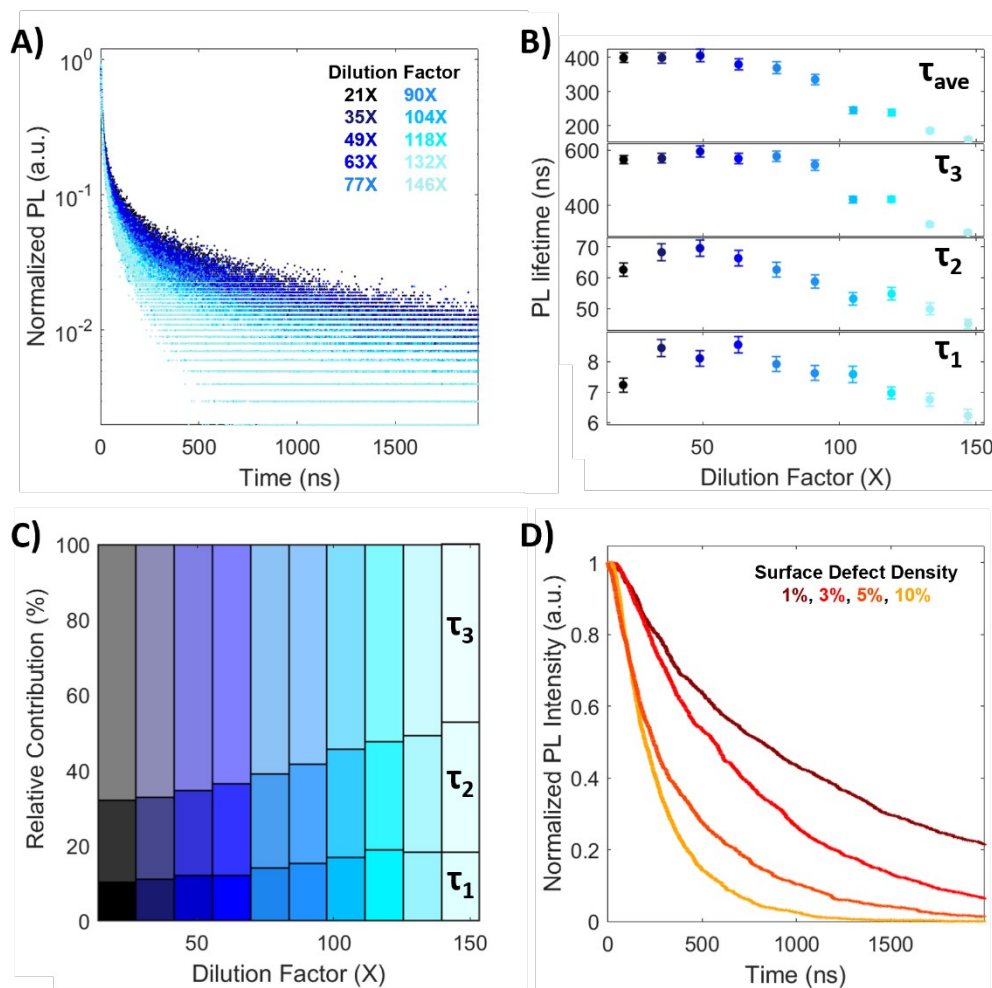 A)
Normalized PL (a.u.)
10⁰
10⁻¹
10⁻²
0 500 1000 1500
Time (ns)
Dilution Factor
21X 90X
35X 104X
49X 118X
63X 132X
77X 146X
B)
PL lifetime (ns)
400
300
200
τave
600
400
τ3
70
60
50
τ2
8
7
6
τ1
0 50 100 150
Dilution Factor (X)
C)
Relative Contribution (%)
100
80
60
40
20
0
τ3
τ2
τ1
50 100 150
Dilution Factor (X)
D)
Normalized PL Intensity (a.u.)
1
0.8
0.6
0.4
0.2
0
Surface Defect Density
1%, 3%, 5%, 10%
0 500 1000 1500
Time (ns)